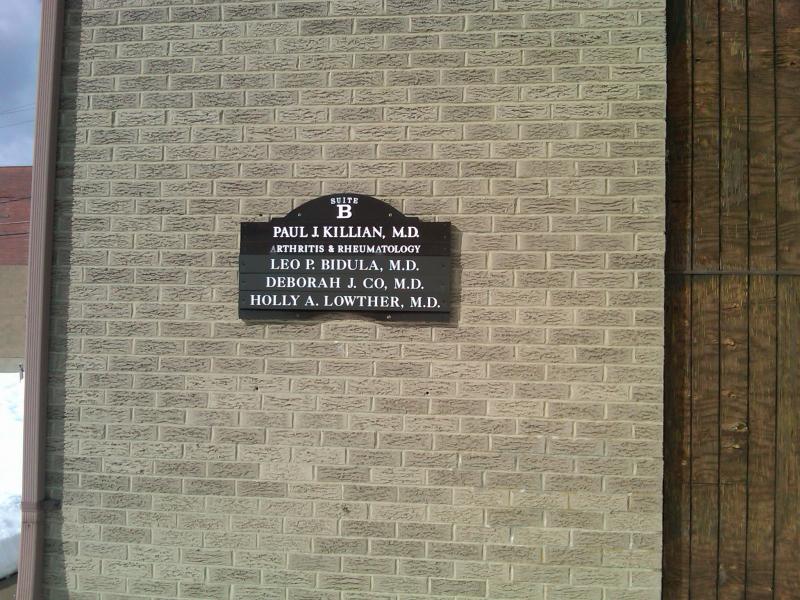 SUITE
B
PAUL J. KILLIAN, M.D.
ARTHRITIS & RHEUMATOLOGY
LEO P. BIDULA, M.D.
DEBORAH J. CO, M.D.
HOLLY A. LOWTHER, M.D.